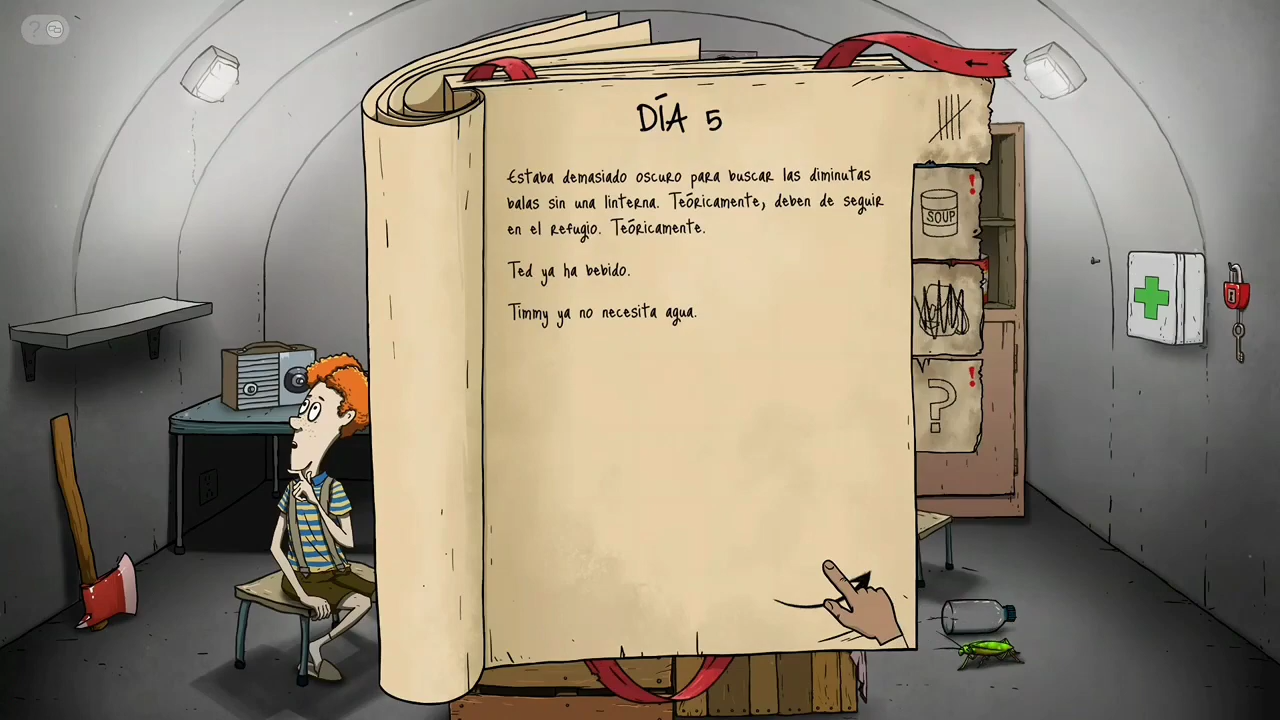 DÍA 5
Estaba demasiado oscuro para buscar las diminutas
balas sin una linterna. Teóricamente, deben de seguir
en el refugio. Teóricamente.
Ted ya ha bebido.
Timmy ya no necesita agua.
SOUP
!
?
!
?